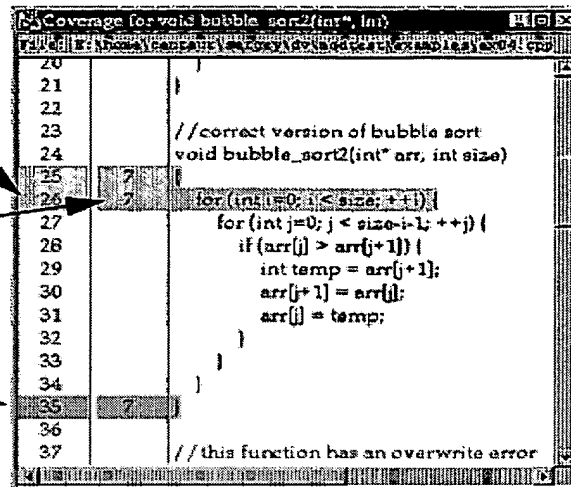 Coverage for void bubble_sort2(int*, int)
20 }
21 }
22
23 //correct version of bubble sort
24 void bubble_sort2(int* arr, int size)
25 7 {
26 7 for (int i=0; i < size; ++i) {
27 for (int j=0; j < size-i-1; ++j) {
28 if (arr[j] > arr[j+1]) {
29 int temp = arr[j+1];
30 arr[j+1] = arr[j];
31 arr[j] = temp;
32 }
33 }
34 }
35 7 }
36
37 //this function has an overwrite error